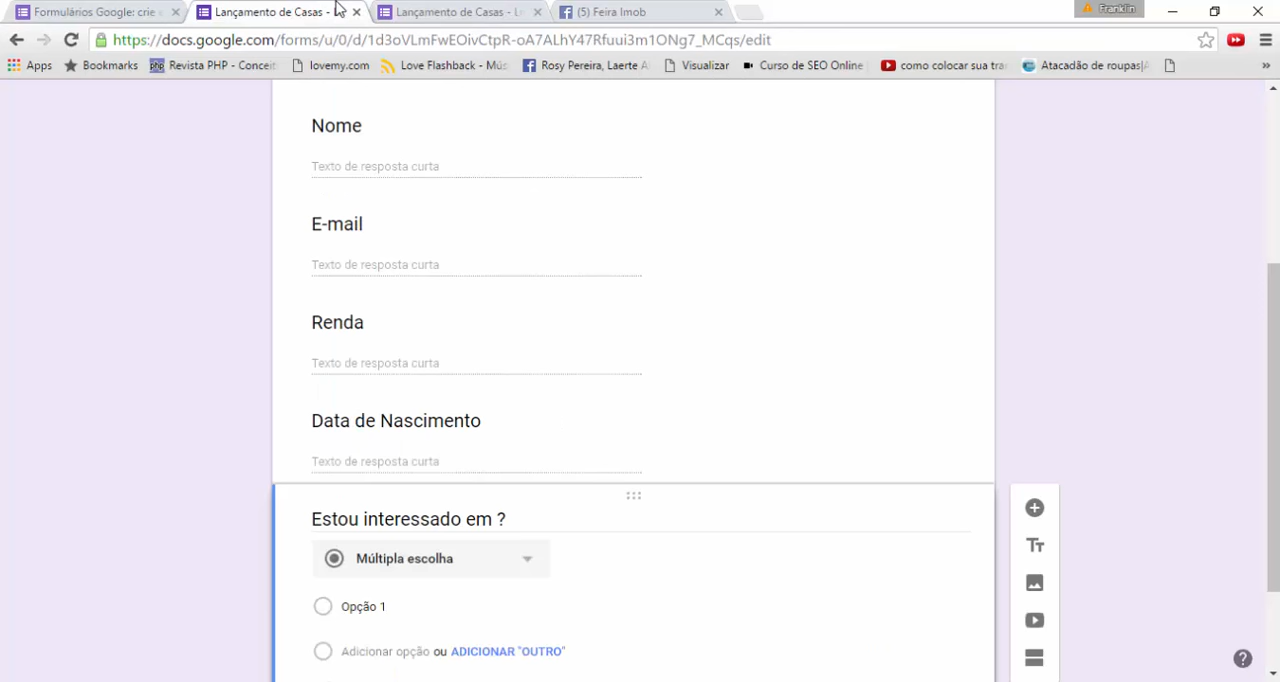 Formulários Google: crie
Lançamento de Casas -
Lançamento de Casas - Li
(5) Feira Imob
Franklin
https://docs.google.com/forms/u/0/d/1d3oVLmFwEOivCtpR-oA7ALhY47Rfuui3m1ONg7_MCqs/edit
Apps
Bookmarks
php
Revista PHP - Concei
lovemy.com
Love Flashback - Mús
Rosy Pereira, Laerte A
Visualizar
Curso de SEO Online
como colocar sua tra
Atacadão de roupas|A
»
Nome
Texto de resposta curta
E-mail
Texto de resposta curta
Renda
Texto de resposta curta
Data de Nascimento
Texto de resposta curta
Estou interessado em ?
Múltipla escolha
Opção 1
Adicionar opção ou ADICIONAR "OUTRO"
Tт
?